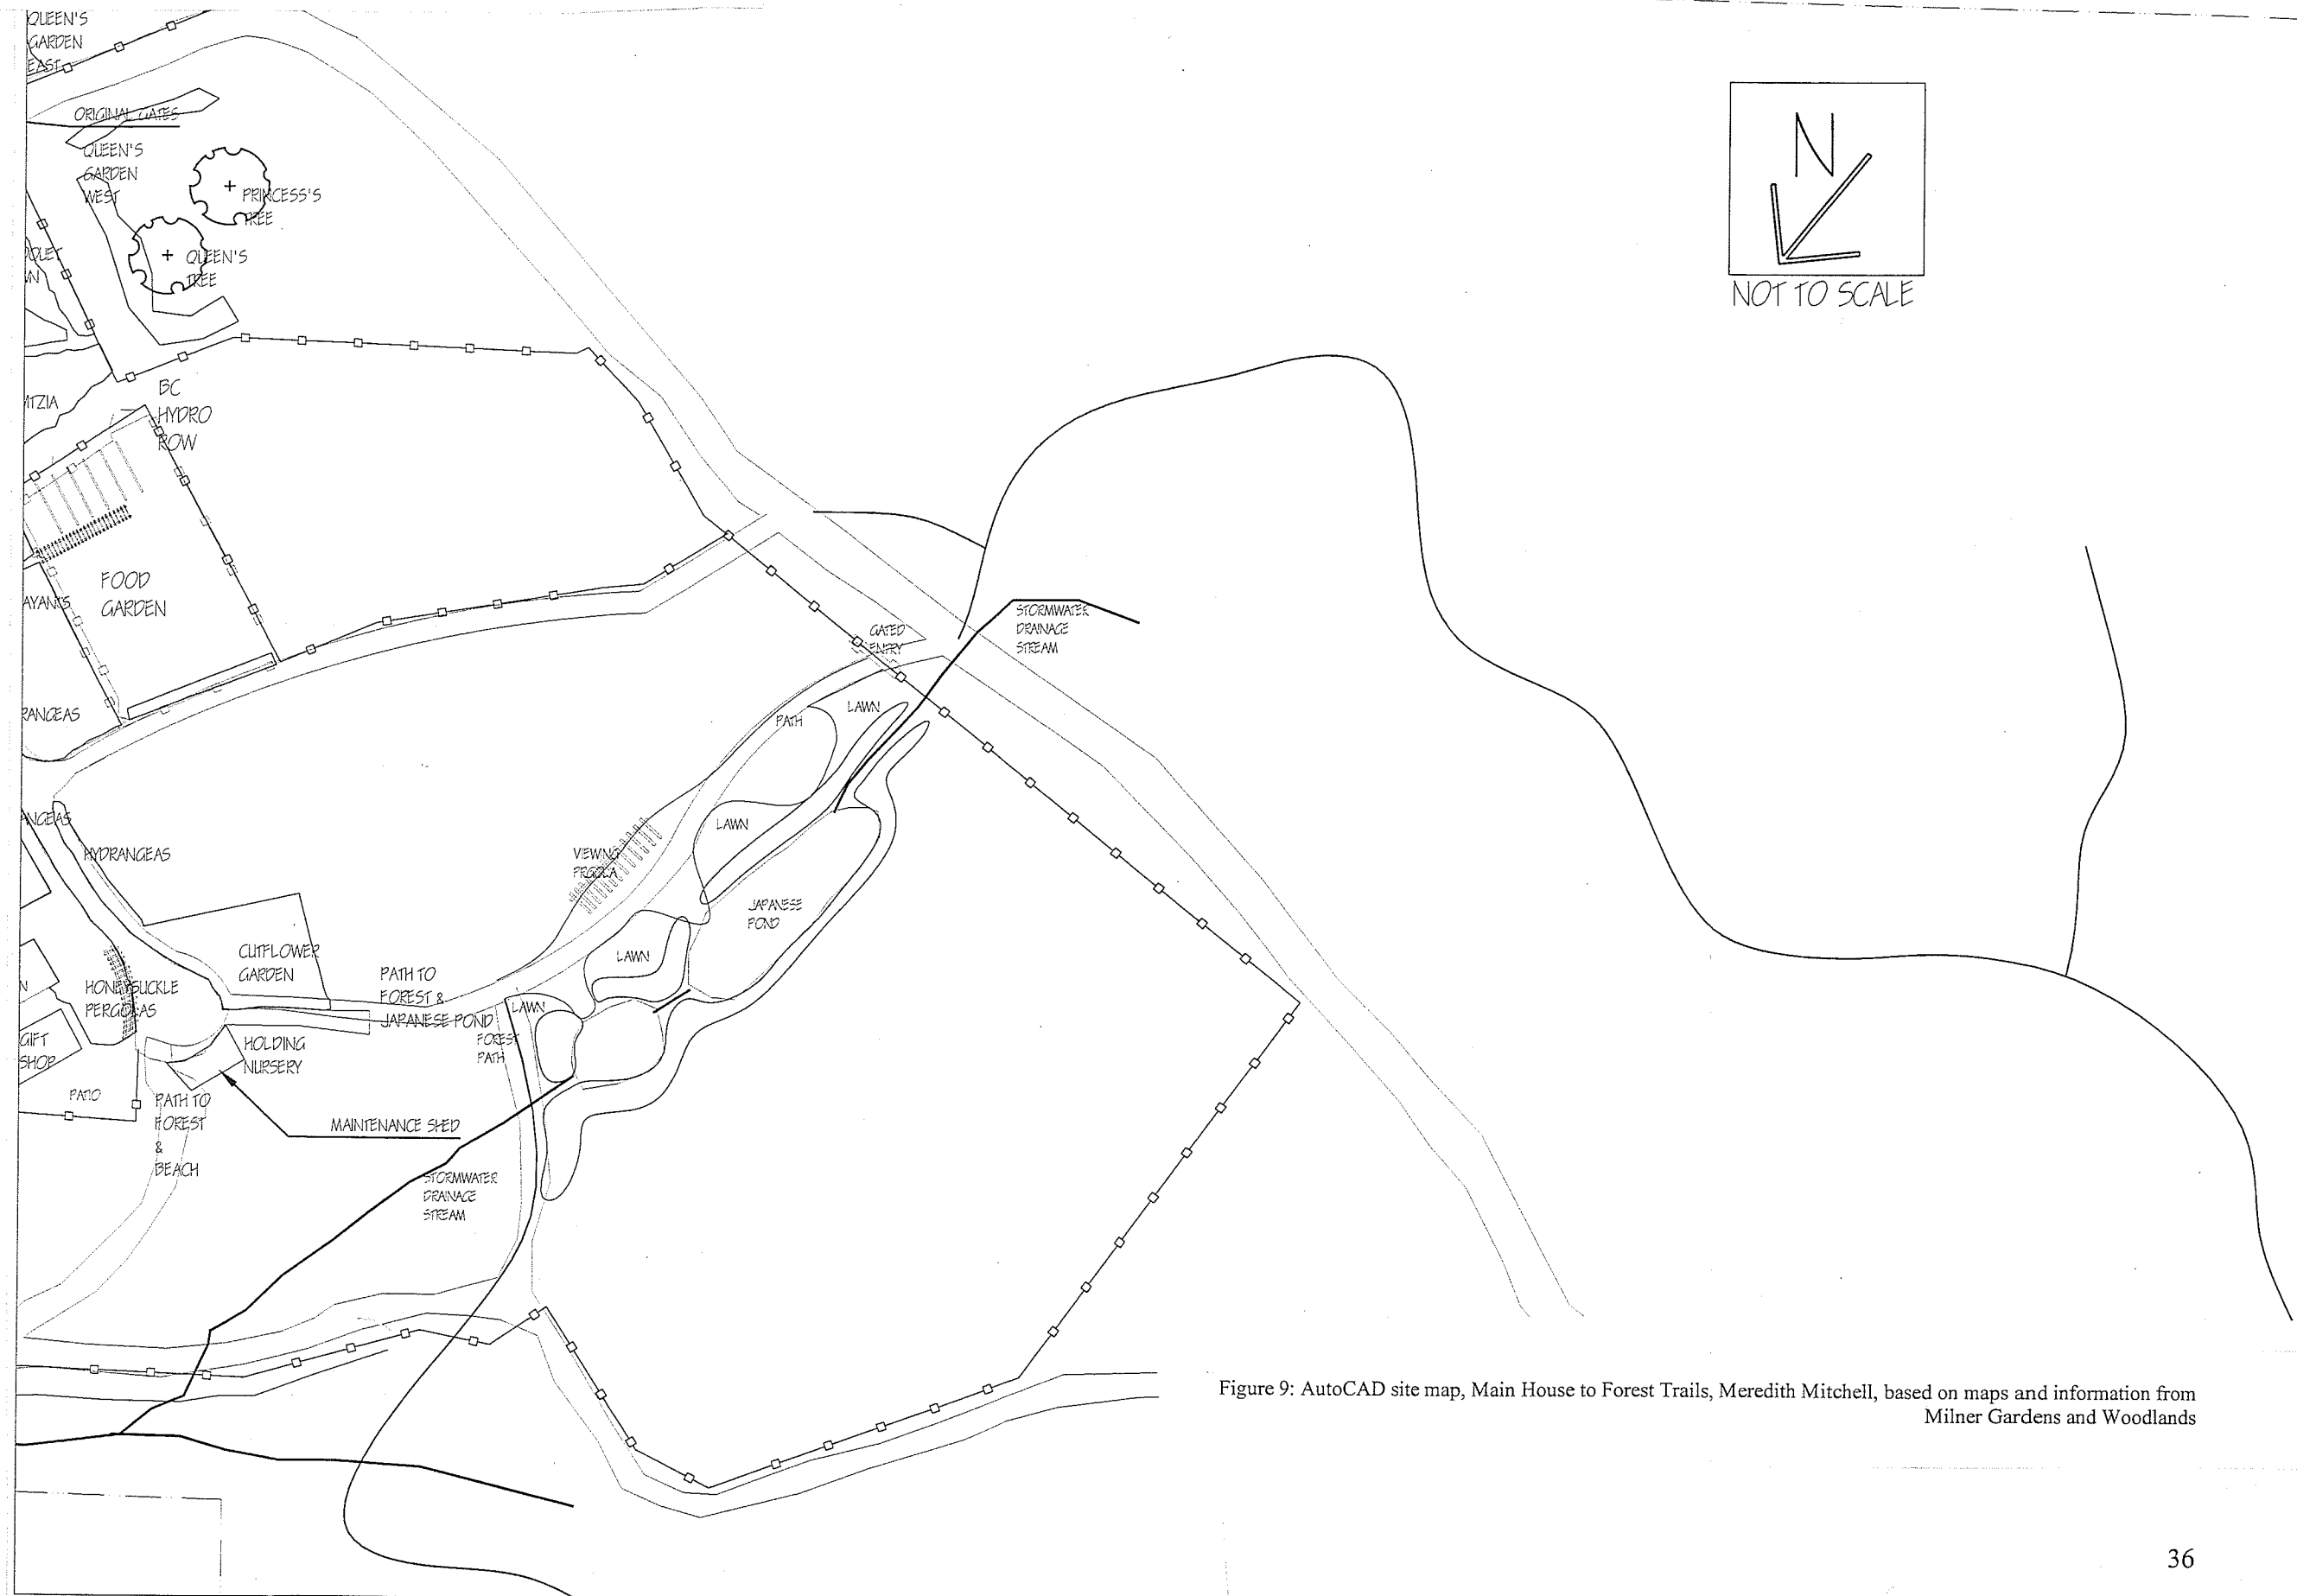 QUEEN'S
GARDEN
EAST
ORIGINAL GATES
QUEEN'S
GARDEN
WEST
PRINCESS'S
TREE
QUEEN'S
TREE
N
NOT TO SCALE
BC
HYDRO
ROW
FOOD
GARDEN
GATED
ENTRY
STORMWATER
DRAINAGE
STREAM
LAWN
PATH
LAWN
HYDRANGEAS
VIEWING
PRGOLA
JAPANESE
POND
CUTFLOWER
GARDEN
LAWN
PATH TO
FOREST &
JAPANESE POND
HONEYSUCKLE
PERGOLAS
LAWN
FOREST
PATH
GIFT
SHOP
HOLDING
NURSERY
PATIO
PATH TO
FOREST
&
BEACH
MAINTENANCE SHED
STORMWATER
DRAINAGE
STREAM
Figure 9: AutoCAD site map, Main House to Forest Trails, Meredith Mitchell, based on maps and information from
Milner Gardens and Woodlands
36